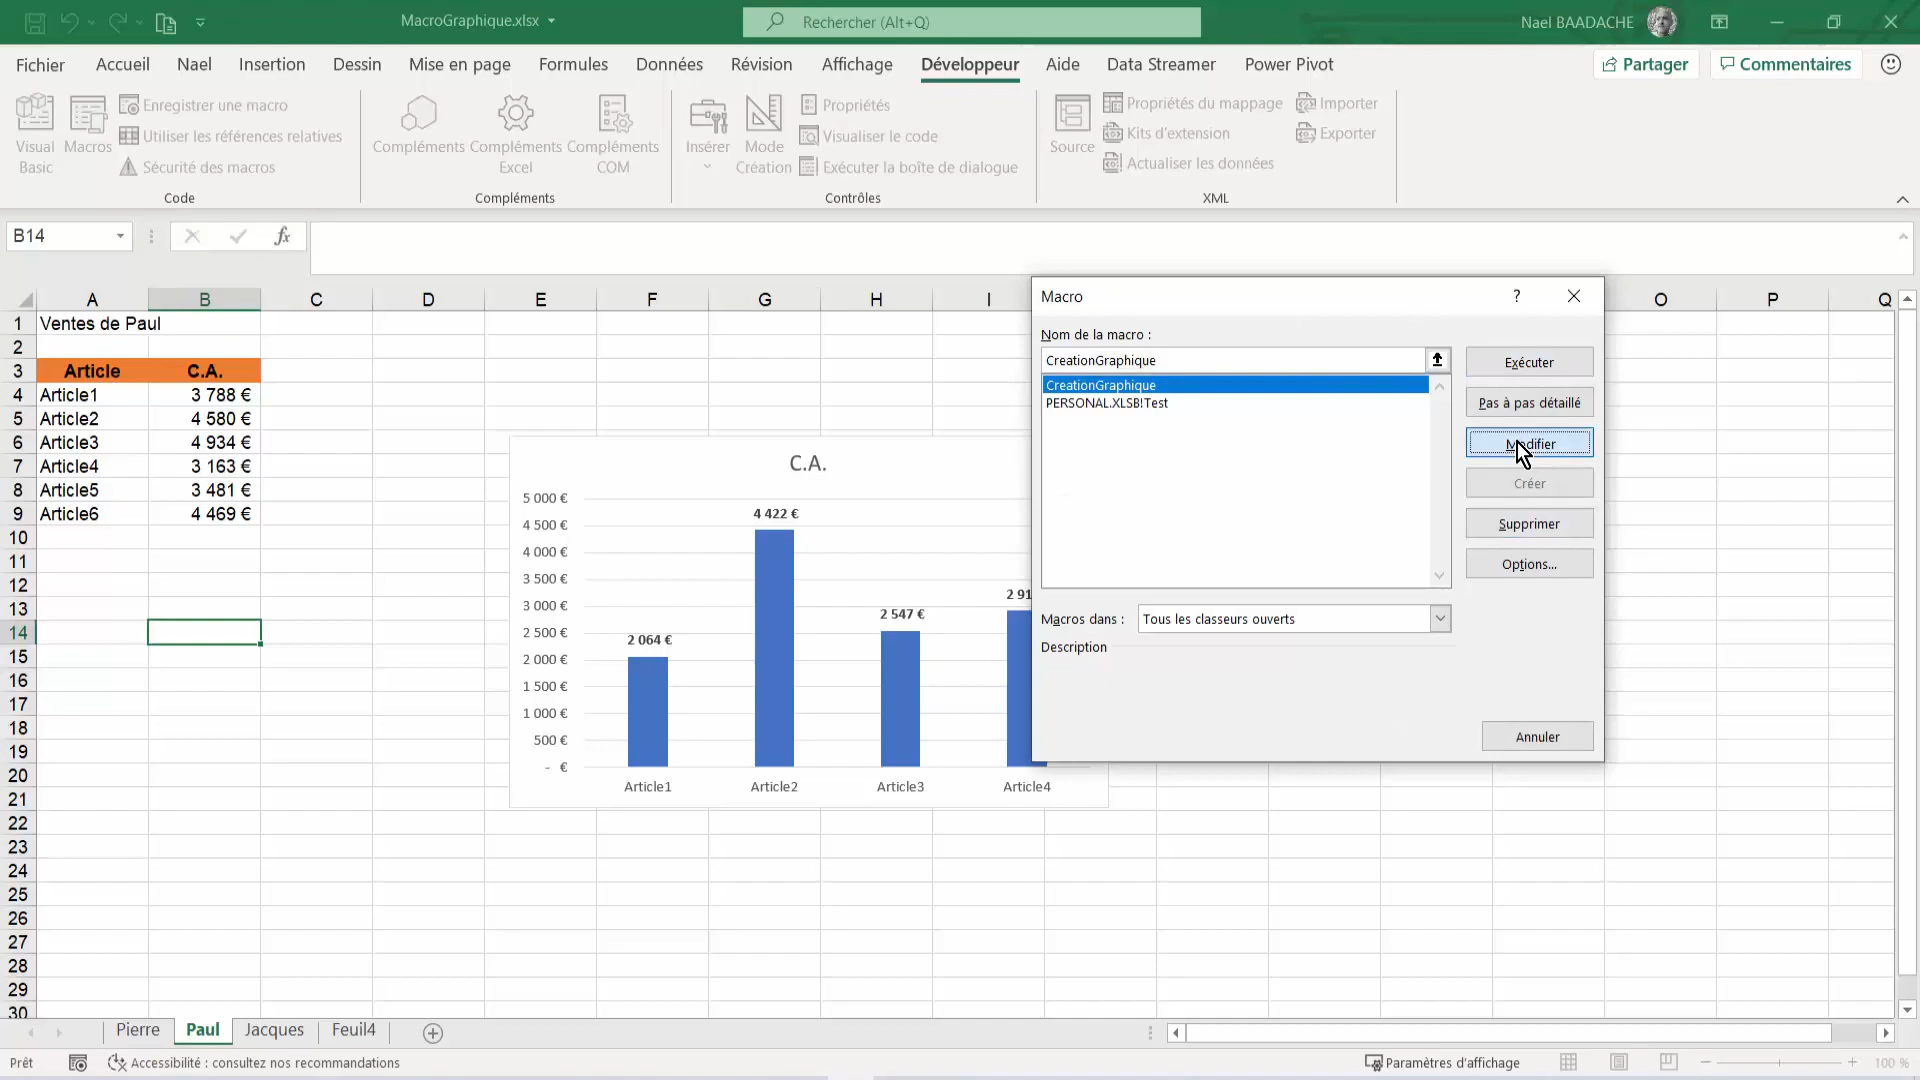 MacroGraphique.xlsx
Rechercher (Alt+Q)
Nael BAADACHE
Fichier Accueil Nael Insertion Dessin Mise en page Formules Données Révision Affichage Développeur Aide Data Streamer Power Pivot Partager Commentaires
Visual Basic
Macros
Enregistrer une macro
Utiliser les références relatives
Sécurité des macros
Code
Compléments
Compléments Excel
Compléments COM
Compléments
Insérer
Mode Création
Propriétés
Visualiser le code
Exécuter la boîte de dialogue
Contrôles
Source
Propriétés du mappage
Kits d'extension
Actualiser les données
Importer
Exporter
XML
B14
fx
A B C D E F G H I O P Q
1 Ventes de Paul
2
3 Article C.A.
4 Article1 3 788 €
5 Article2 4 580 €
6 Article3 4 934 €
7 Article4 3 163 €
8 Article5 3 481 €
9 Article6 4 469 €
10
11
12
13
14
15
16
17
18
19
20
21
22
23
24
25
26
27
28
29
30
C.A.
5 000 €
4 500 €
4 000 €
3 500 €
3 000 €
2 500 €
2 000 €
1 500 €
1 000 €
500 €
- €
2 064 €
4 422 €
2 547 €
2 91
Article1 Article2 Article3 Article4
Macro
?
Nom de la macro :
CreationGraphique
CreationGraphique
PERSONAL.XLSB!Test
Exécuter
Pas à pas détaillé
Modifier
Créer
Supprimer
Options...
Macros dans : Tous les classeurs ouverts
Description
Annuler
Pierre Paul Jacques Feuil4
Prêt
Accessibilité : consultez nos recommandations
Paramètres d'affichage
100 %